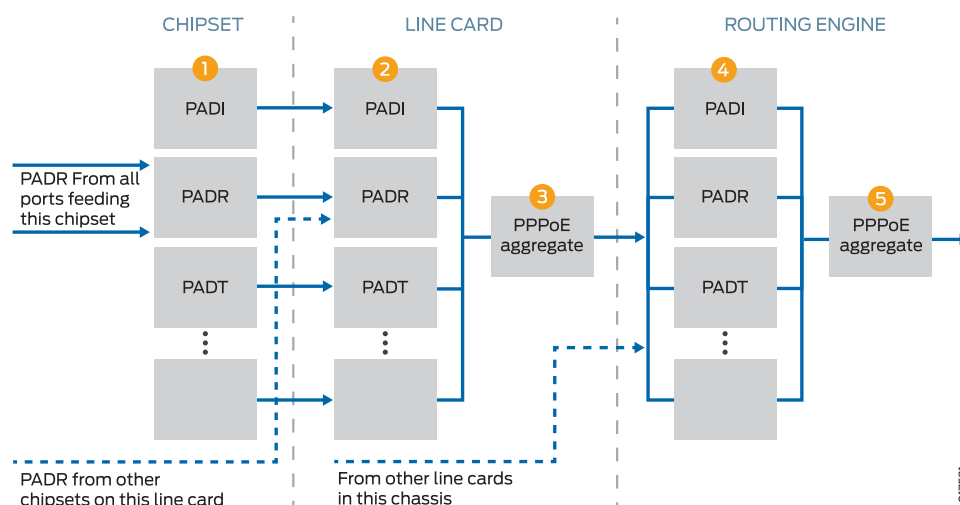 CHIPSET
LINE CARD
ROUTING ENGINE
1
2
4
PADI
PADI
PADI
PADR From all
ports feeding
this chipset
PADR
PADR
3
PADR
5
PPPoE
aggregate
PPPoE
aggregate
PADT
PADT
PADT
PADR from other
chipsets on this line card
From other line cards
in this chassis